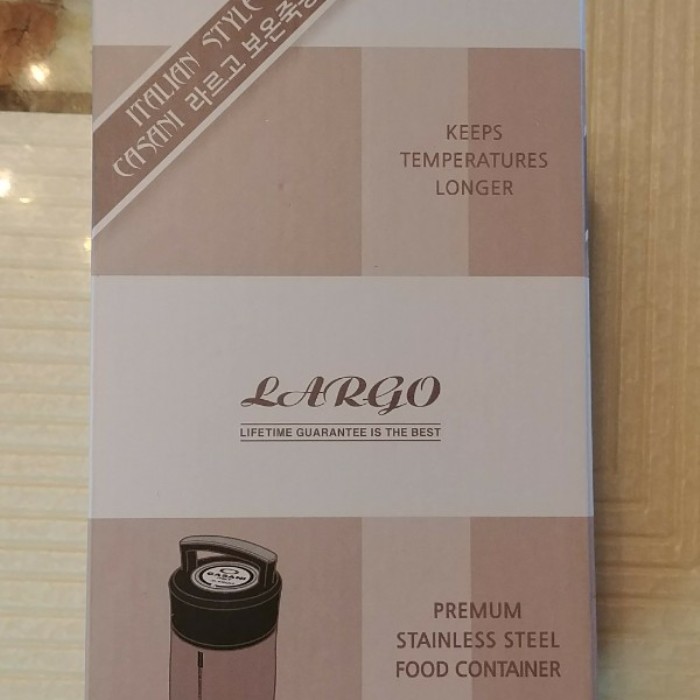 ITALIAN STYLE
CASANI 라르고 보온죽
KEEPS
TEMPERATURES
LONGER
LARGO
LIFETIME GUARANTEE IS THE BEST
CASANI
PREMUM
STAINLESS STEEL
FOOD CONTAINER